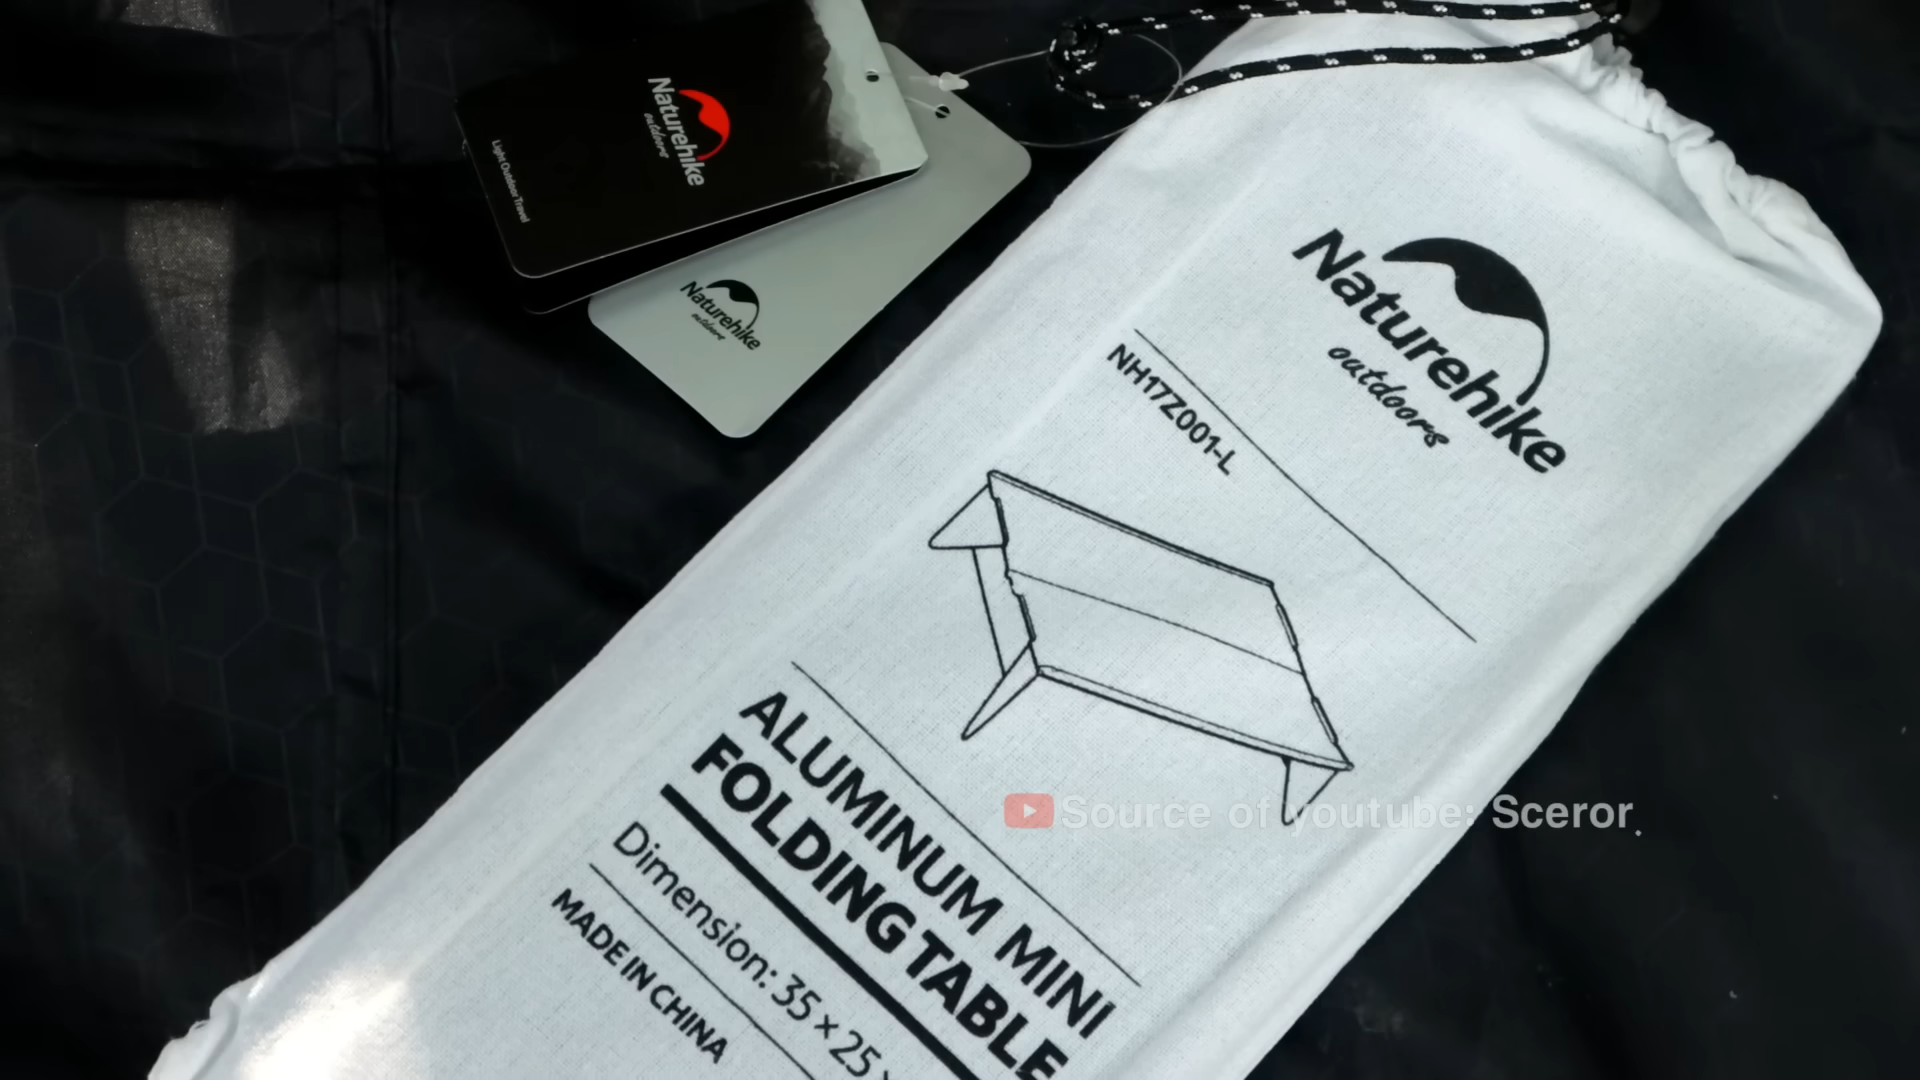 Naturehike
outdoors
Light Outdoor Travel
Naturehike
outdoors
Naturehike
outdoors
NH17Z001-L
ALUMINUM MINI
FOLDING TABLE
Dimension: 35 × 25
MADE IN CHINA
Source of youtube: Sceror.